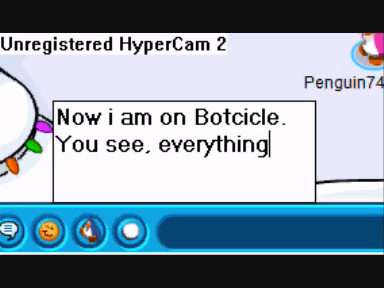 Unregistered HyperCam 2
Penguin74
Now i am on Botcicle.
You see, everything